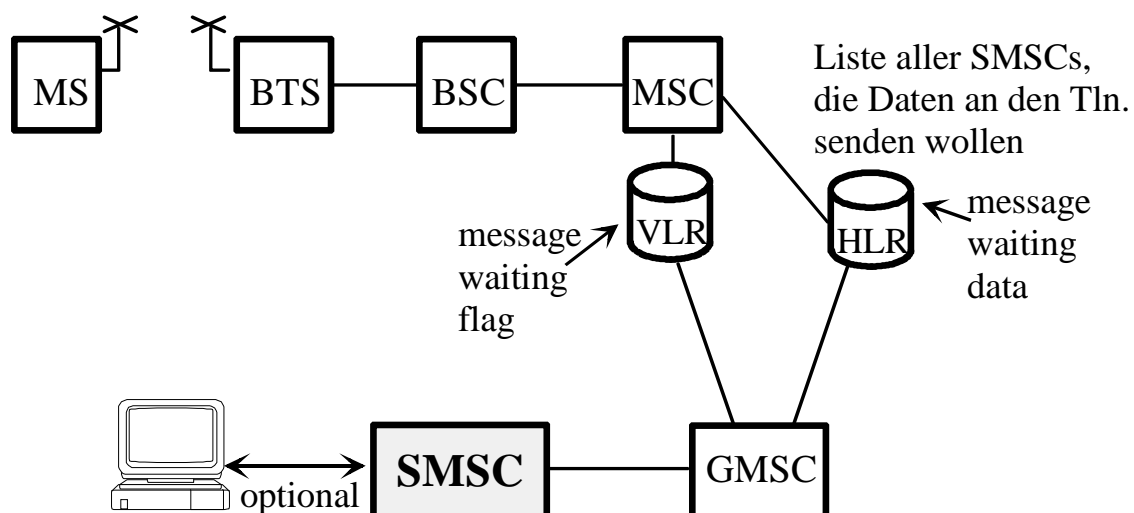 MS
BTS
BSC
MSC
Liste aller SMSCs,
die Daten an den Tln.
senden wollen
message
waiting
flag
VLR
HLR
message
waiting
data
optional
SMSC
GMSC